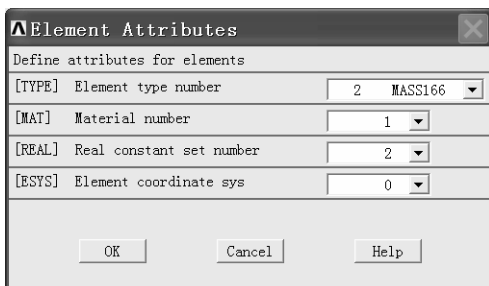 Element Attributes
Define attributes for elements
[TYPE] Element type number 2 MASS166
[MAT] Material number 1
[REAL] Real constant set number 2
[ESYS] Element coordinate sys 0
OK Cancel Help